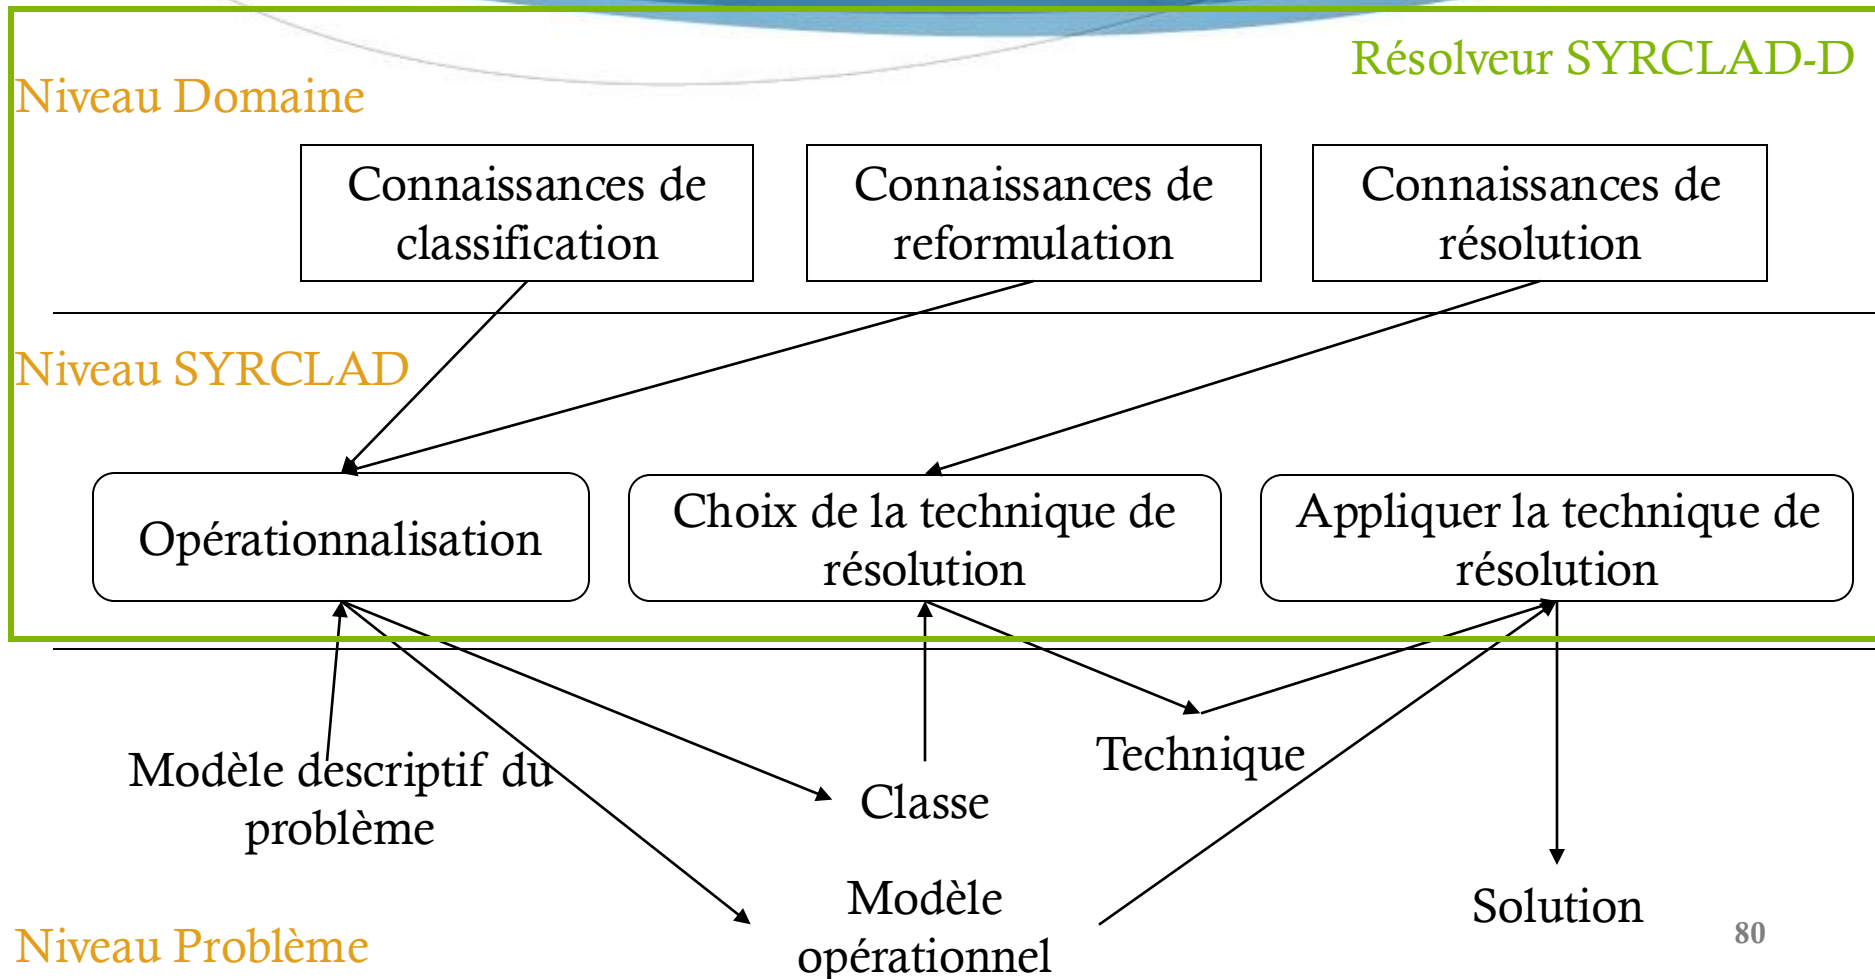 Résolveur SYRCLAD-D
Niveau Domaine
Connaissances de
classification
Connaissances de
reformulation
Connaissances de
résolution
Niveau SYRCLAD
Opérationnalisation
Choix de la technique de
résolution
Appliquer la technique de
résolution
Modèle descriptif du
problème
Classe
Technique
Modèle
opérationnel
Solution
Niveau Problème
80